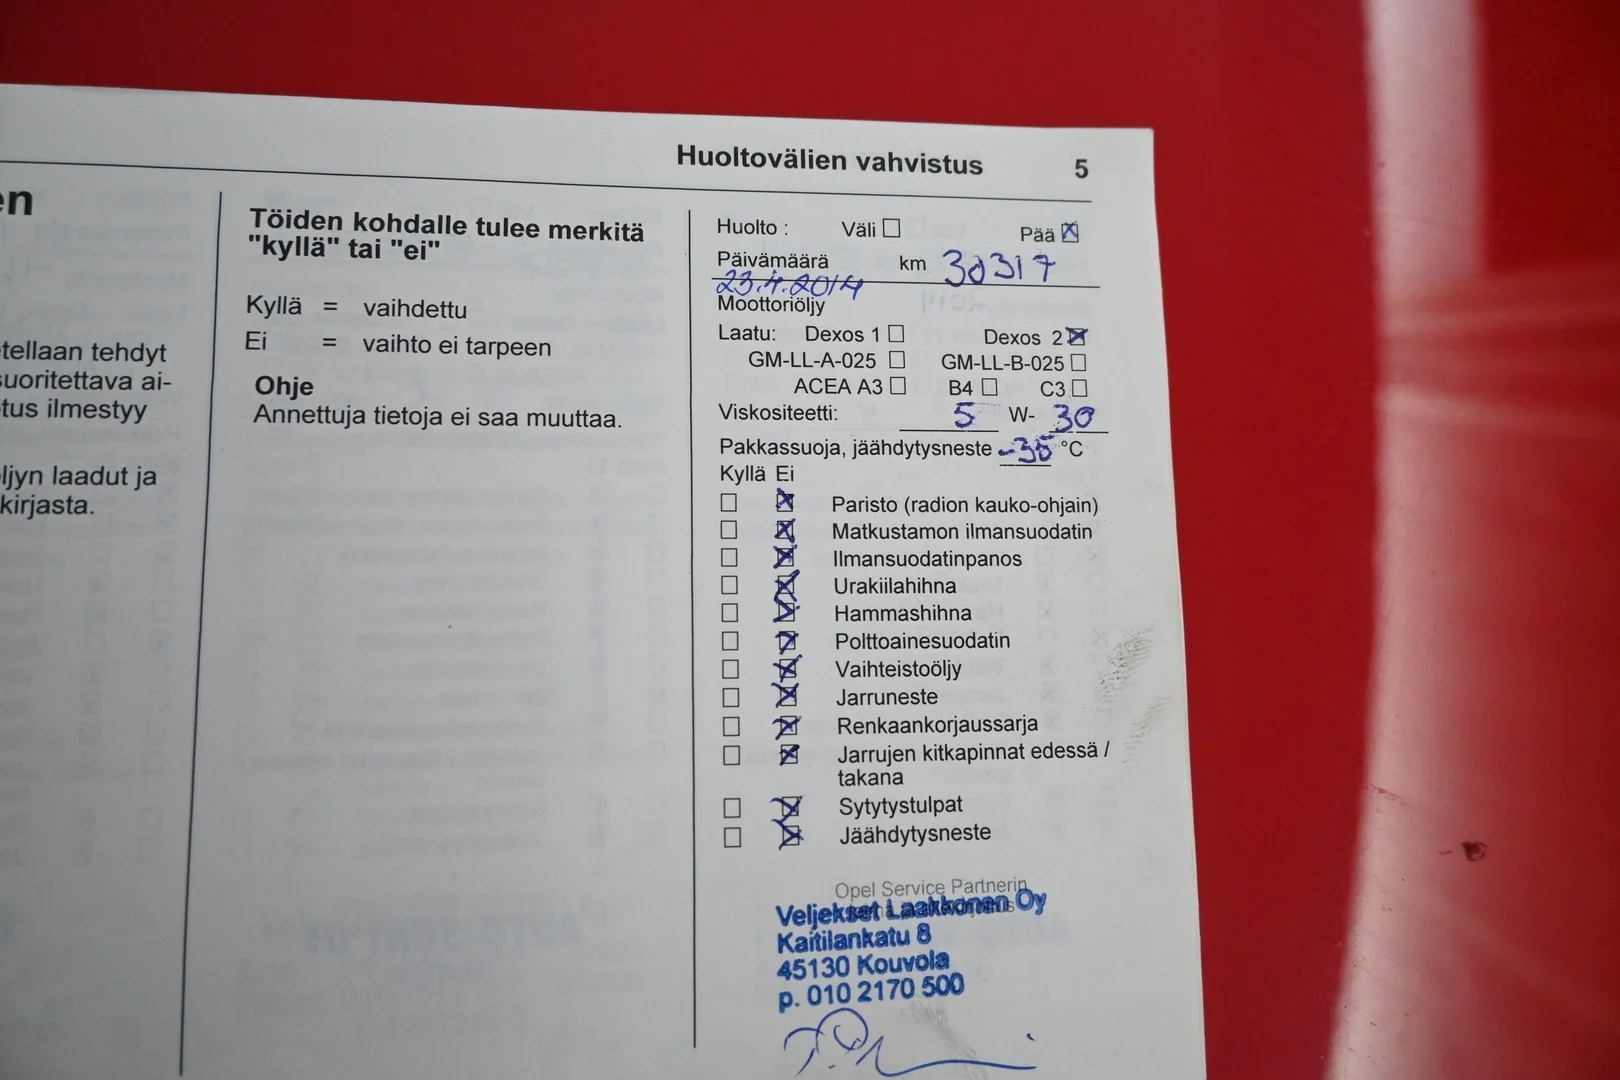 Huoltovälien vahvistus 5
en
tellaan tehdyt
suoritettava ai-
tus ilmestyy
ljyn laadut ja
kirjasta.
Töiden kohdalle tulee merkitä
"kyllä" tai "ei"
Kyllä = vaihdettu
Ei = vaihto ei tarpeen
Ohje
Annettuja tietoja ei saa muuttaa.
Huolto : Väli Pää
Päivämäärä km 30317
23.4.2014
Moottoriöljy
Laatu: Dexos 1 Dexos 2
GM-LL-A-025 GM-LL-B-025
ACEA A3 B4 C3
Viskositeetti: 5 W- 30
Pakkassuoja, jäähdytysneste -35 °C
Kyllä Ei
Paristo (radion kauko-ohjain)
Matkustamon ilmansuodatin
Ilmansuodatinpanos
Urakiilahihna
Hammashihna
Polttoainesuodatin
Vaihteistoöljy
Jarruneste
Renkaankorjaussarja
Jarrujen kitkapinnat edessä /
takana
Sytytystulpat
Jäähdytysneste
Opel Service Partnerin
Veljekset Laakkonen Oy
Kaitilankatu 8
45130 Kouvola
p. 010 2170 500